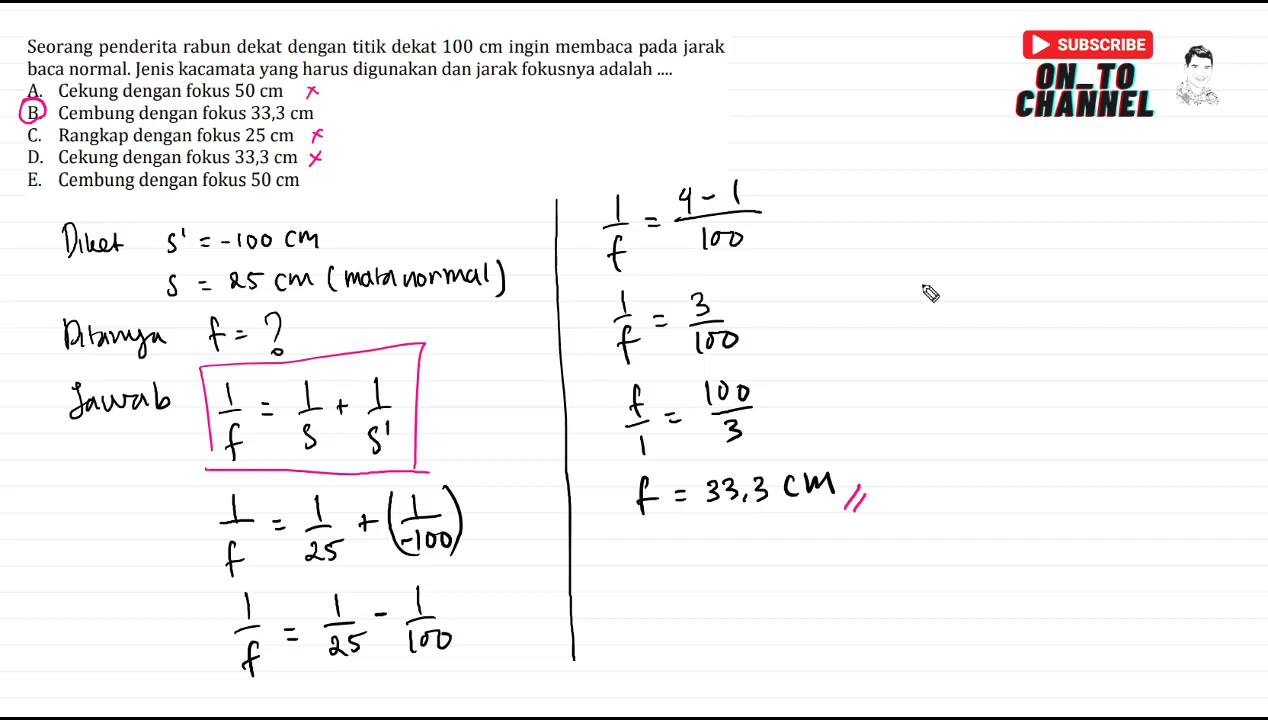 Seorang penderita rabun dekat dengan titik dekat 100 cm ingin membaca pada jarak
baca normal. Jenis kacamata yang harus digunakan dan jarak fokusnya adalah ....
A. Cekung dengan fokus 50 cm x
B. Cembung dengan fokus 33,3 cm
C. Rangkap dengan fokus 25 cm x
D. Cekung dengan fokus 33,3 cm x
E. Cembung dengan fokus 50 cm
SUBSCRIBE
ON_TO
CHANNEL
Diket s' = -100 cm
s = 25 cm (mata normal)
Ditanya f = ?
Jawab 1/f = 1/s + 1/s'
1/f = 1/25 + (1/-100)
1/f = 1/25 - 1/100
1/f = 4-1/100
1/f = 3/100
f/1 = 100/3
f = 33,3 cm //